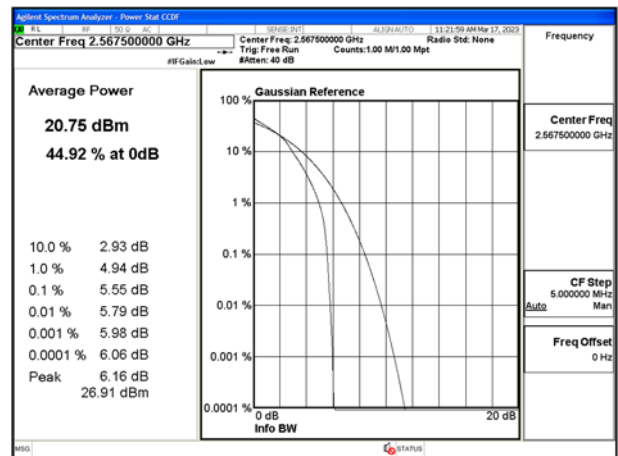 Agilent Spectrum Analyzer - Power Stat CCDF
RL RF 50 Ω AC SENSE:INT ALIGNAUTO 11:21:59 AM Mar 17, 2023
Center Freq 2.567500000 GHz
Center Freq: 2.567500000 GHz Radio Std: None
Trig: Free Run Counts:1.00 M/1.00 Mpt
#IFGain:Low #Atten: 40 dB
Frequency
Average Power
20.75 dBm
44.92 % at 0dB
10.0 % 2.93 dB
1.0 % 4.94 dB
0.1 % 5.55 dB
0.01 % 5.79 dB
0.001 % 5.98 dB
0.0001 % 6.06 dB
Peak 6.16 dB
26.91 dBm
Gaussian Reference
100 %
10 %
1 %
0.1 %
0.01 %
0.001 %
0.0001 %
0 dB 20 dB
Info BW
Center Freq
2.567500000 GHz
CF Step
5.000000 MHz
Auto Man
Freq Offset
0 Hz
MSG STATUS